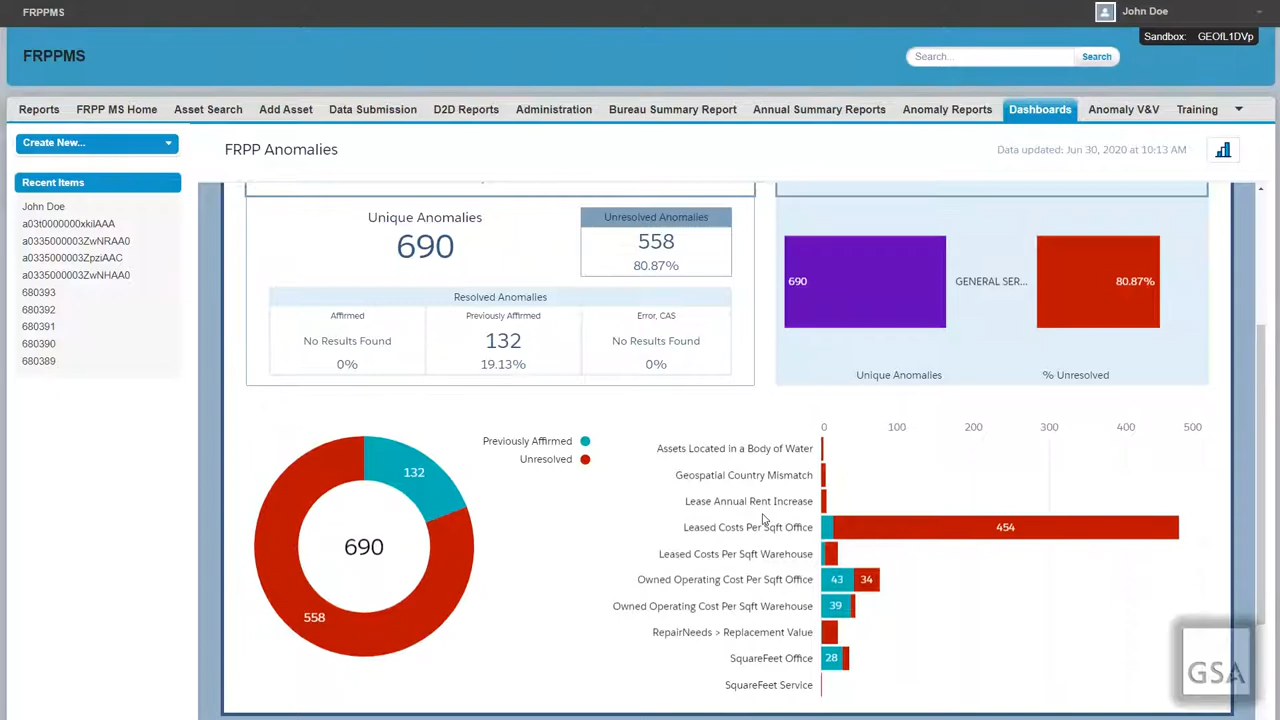 FRPPMS
John Doe
Sandbox: GEOfL1DVp
FRPPMS
Search...
Search
Reports
FRPP MS Home
Asset Search
Add Asset
Data Submission
D2D Reports
Administration
Bureau Summary Report
Annual Summary Reports
Anomaly Reports
Dashboards
Anomaly V&V
Training
Create New...
Recent Items
John Doe
a03t0000000xkiIAAA
a0335000003ZwNRAA0
a0335000003ZpziAAC
a0335000003ZwNHAA0
680393
680392
680391
680390
680389
FRPP Anomalies
Data updated: Jun 30, 2020 at 10:13 AM
Unique Anomalies
690
Unresolved Anomalies
558
80.87%
Resolved Anomalies
Affirmed
No Results Found
0%
Previously Affirmed
132
19.13%
Error, CAS
No Results Found
0%
690
GENERAL SER...
80.87%
Unique Anomalies
% Unresolved
Previously Affirmed
Unresolved
132
690
558
0 100 200 300 400 500
Assets Located in a Body of Water
Geospatial Country Mismatch
Lease Annual Rent Increase
Leased Costs Per Sqft Office
454
Leased Costs Per Sqft Warehouse
Owned Operating Cost Per Sqft Office
43 34
Owned Operating Cost Per Sqft Warehouse
39
RepairNeeds > Replacement Value
SquareFeet Office
28
SquareFeet Service
GSA